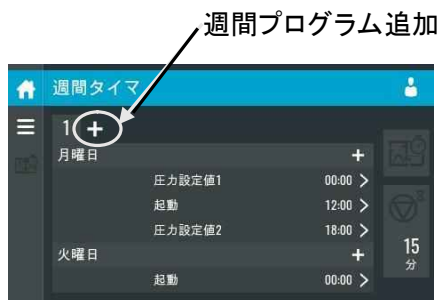 週間プログラム追加
週間タイマ
1 +
月曜日 +
圧力設定値1 00:00 >
起動 12:00 >
圧力設定値2 18:00 >
火曜日 +
起動 00:00 >
15
分